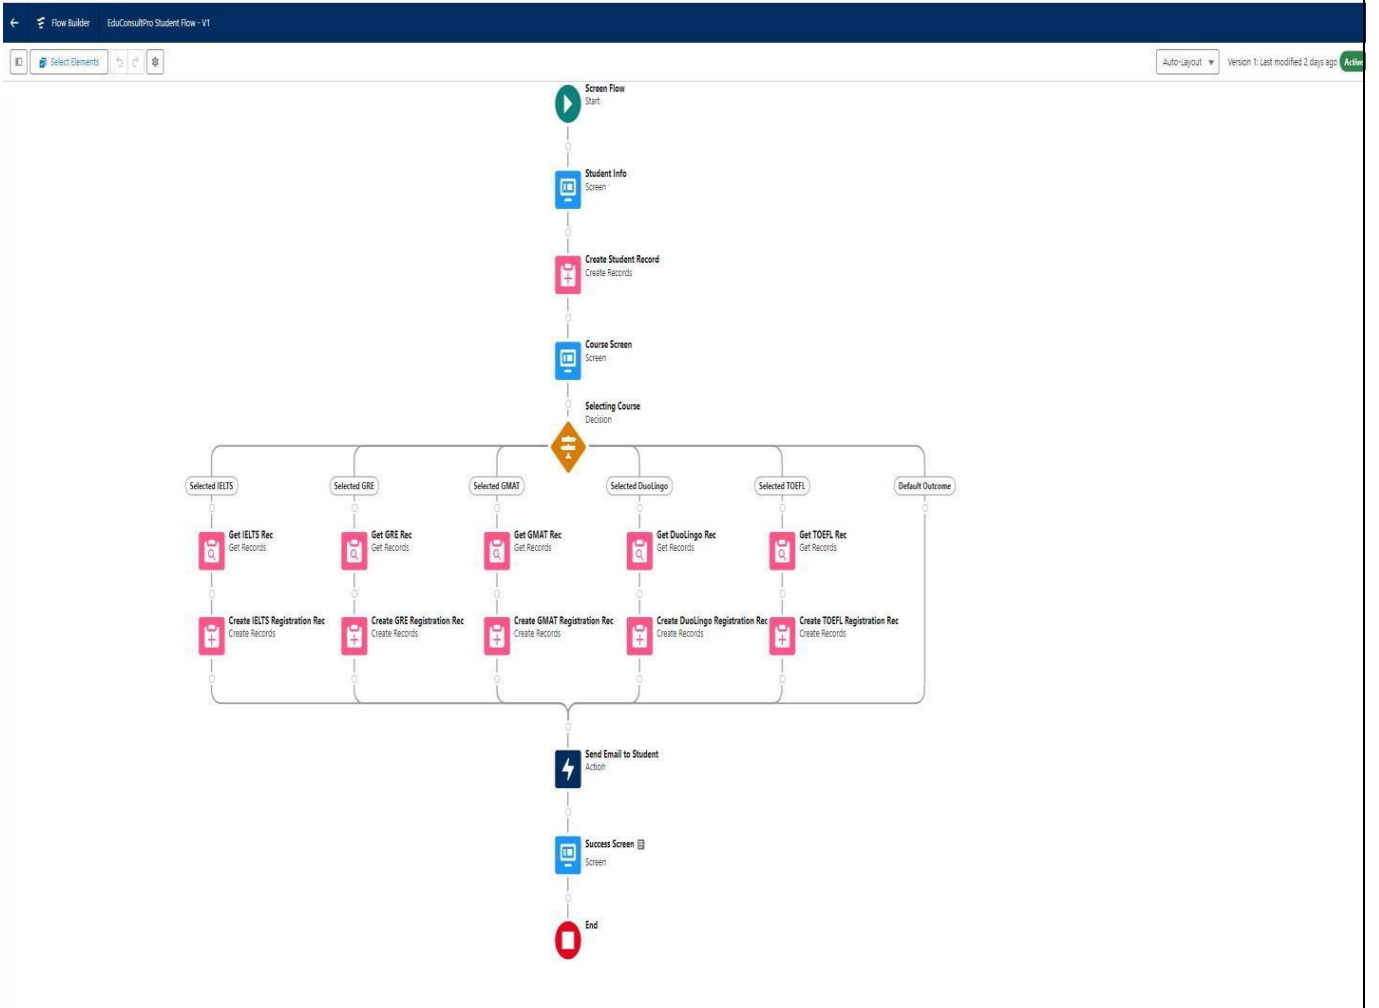 Flow Builder EduConsultPro Student Flow - V1
Select Elements
Auto-Layout Version 1: Last modified 2 days ago Active
Screen Flow
Start
Student Info
Screen
Create Student Record
Create Records
Course Screen
Screen
Selecting Course
Decision
Selected IELTS Selected GRE Selected GMAT Selected DuoLingo Selected TOEFL Default Outcome
Get IELTS Rec Get GRE Rec Get GMAT Rec Get DuoLingo Rec Get TOEFL Rec
Get Records Get Records Get Records Get Records Get Records
Create IELTS Registration Rec Create GRE Registration Rec Create GMAT Registration Rec Create DuoLingo Registration Rec Create TOEFL Registration Rec
Create Records Create Records Create Records Create Records Create Records
Send Email to Student
Action
Success Screen
Screen
End